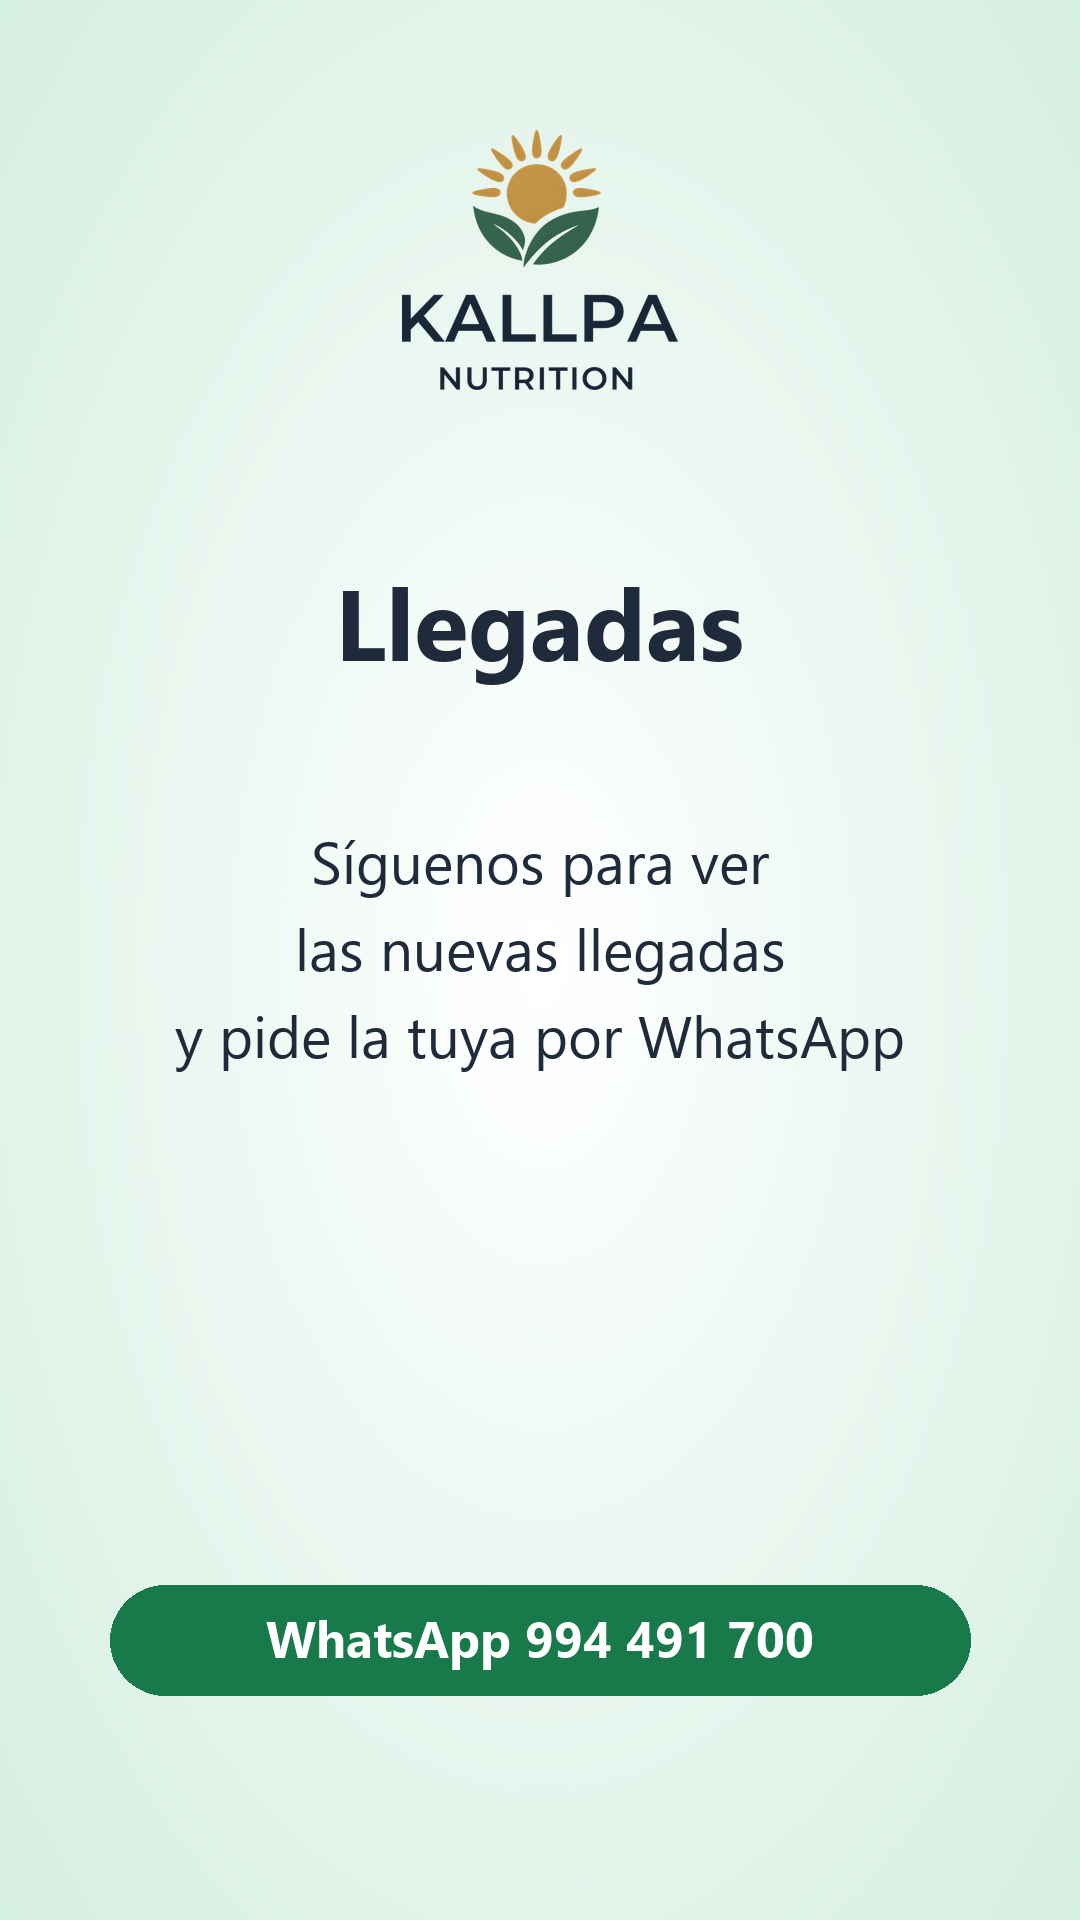 KALLPA
NUTRITION
Llegadas
Síguenos para ver
las nuevas llegadas
y pide la tuya por WhatsApp
WhatsApp 994 491 700